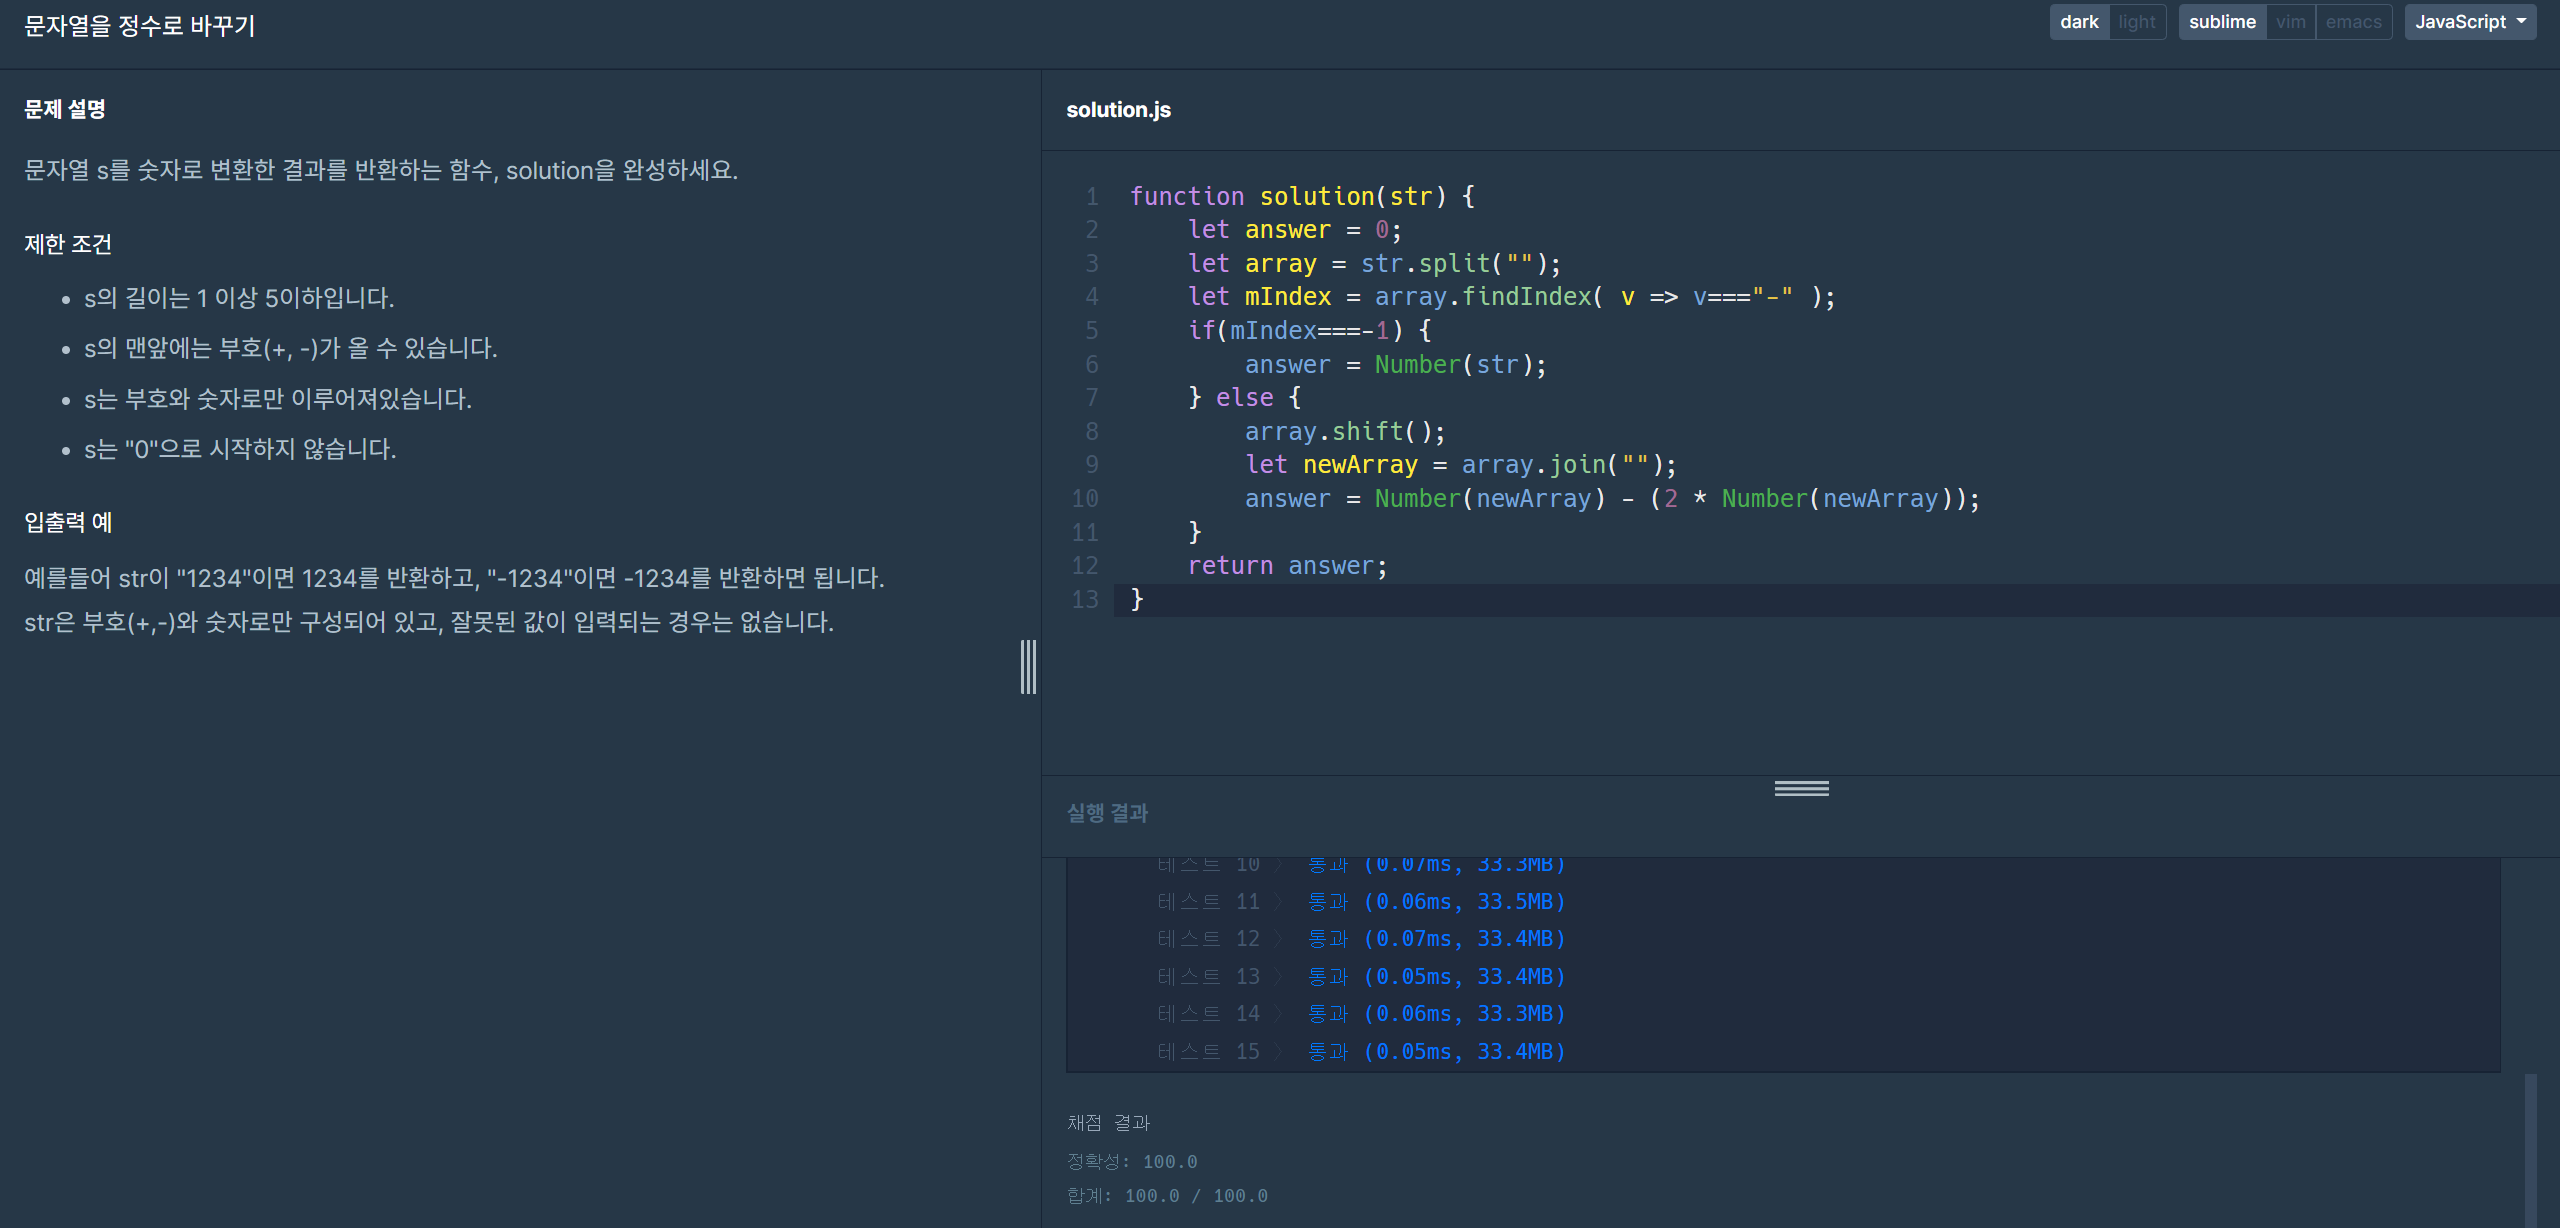 문자열을 정수로 바꾸기
dark light sublime vim emacs JavaScript
문제 설명
문자열 s를 숫자로 변환한 결과를 반환하는 함수, solution을 완성하세요.
제한 조건
• s의 길이는 1 이상 5이하입니다.
• s의 맨앞에는 부호(+, -)가 올 수 있습니다.
• s는 부호와 숫자로만 이루어져있습니다.
• s는 "0"으로 시작하지 않습니다.
입출력 예
예를들어 str이 "1234"이면 1234를 반환하고, "-1234"이면 -1234를 반환하면 됩니다.
str은 부호(+,-)와 숫자로만 구성되어 있고, 잘못된 값이 입력되는 경우는 없습니다.
solution.js
1 function solution(str) {
2     let answer = 0;
3     let array = str.split("");
4     let mIndex = array.findIndex( v => v==="-" );
5     if(mIndex===-1) {
6         answer = Number(str);
7     } else {
8         array.shift();
9         let newArray = array.join("");
10         answer = Number(newArray) - (2 * Number(newArray));
11     }
12     return answer;
13 }
실행 결과
테스트 10 〉 통과 (0.07ms, 33.3MB)
테스트 11 〉 통과 (0.06ms, 33.5MB)
테스트 12 〉 통과 (0.07ms, 33.4MB)
테스트 13 〉 통과 (0.05ms, 33.4MB)
테스트 14 〉 통과 (0.06ms, 33.3MB)
테스트 15 〉 통과 (0.05ms, 33.4MB)
채점 결과
정확성: 100.0
합계: 100.0 / 100.0